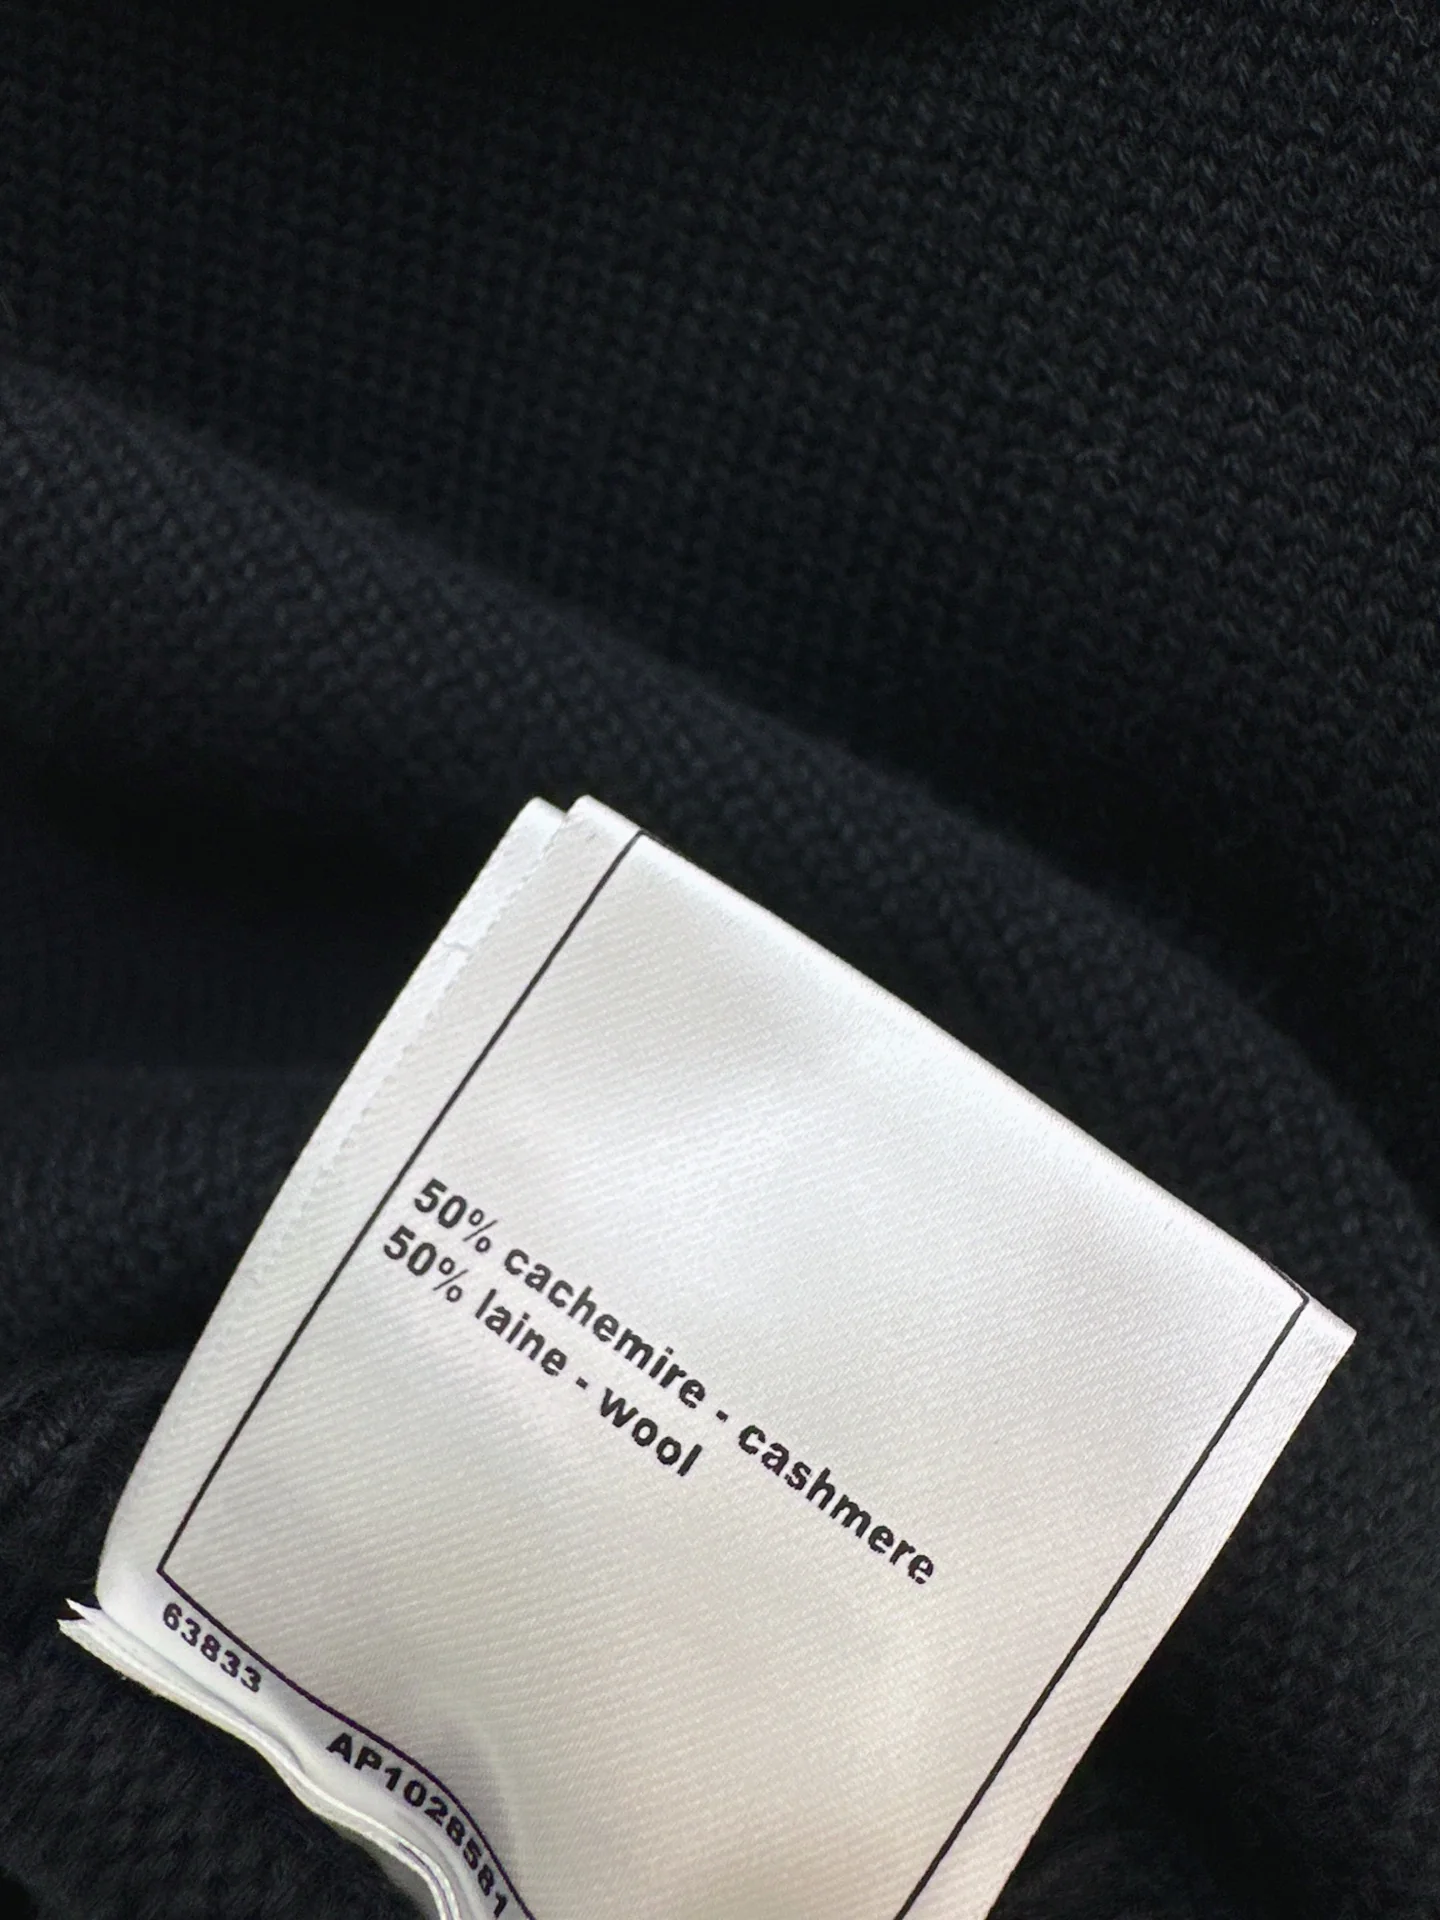 50% cachemire - cashmere
50% laine - wool
63833
AP1028581